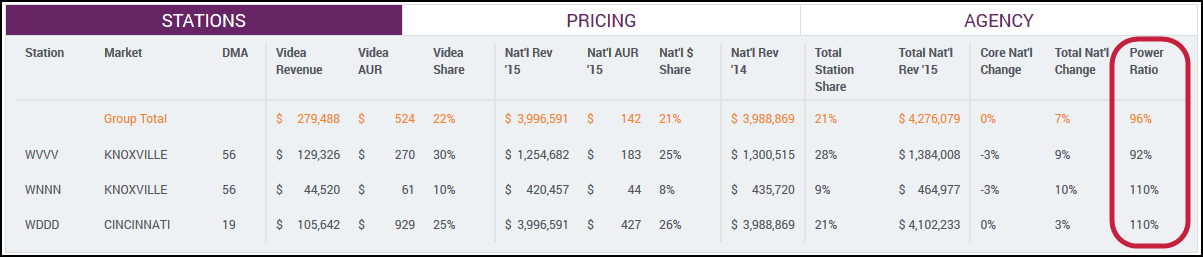 STATIONS PRICING AGENCY
Station Market DMA Videa Revenue Videa AUR Videa Share Nat'l Rev '15 Nat'l AUR '15 Nat'l $ Share Nat'l Rev '14 Total Station Share Total Nat'l Rev '15 Core Nat'l Change Total Nat'l Change Power Ratio
Group Total $ 279,488 $ 524 22% $ 3,996,591 $ 142 21% $ 3,988,869 21% $ 4,276,079 0% 7% 96%
WVVV KNOXVILLE 56 $ 129,326 $ 270 30% $ 1,254,682 $ 183 25% $ 1,300,515 28% $ 1,384,008 -3% 9% 92%
WNNN KNOXVILLE 56 $ 44,520 $ 61 10% $ 420,457 $ 44 8% $ 435,720 9% $ 464,977 -3% 10% 110%
WDDD CINCINNATI 19 $ 105,642 $ 929 25% $ 3,996,591 $ 427 26% $ 3,988,869 21% $ 4,102,233 0% 3% 110%